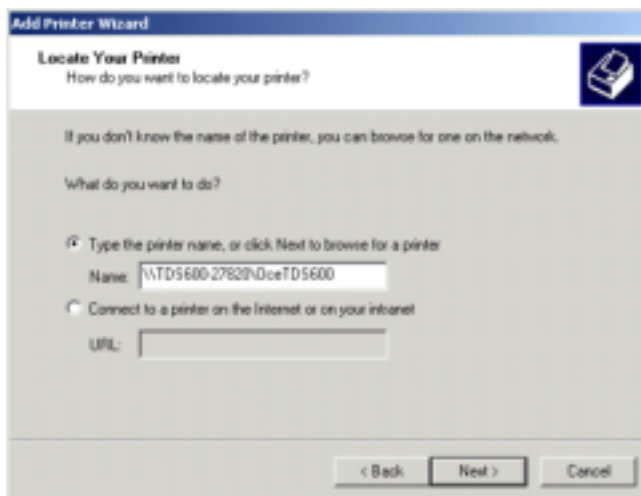 Add Printer Wizard
Locate Your Printer
How do you want to locate your printer?
If you don't know the name of the printer, you can browse for one on the network.
What do you want to do?
Type the printer name, or click Next to browse for a printer
Name: \\TDS600-27820\OceTDS600
Connect to a printer on the Internet or on your intranet
URL:
< Back Next > Cancel